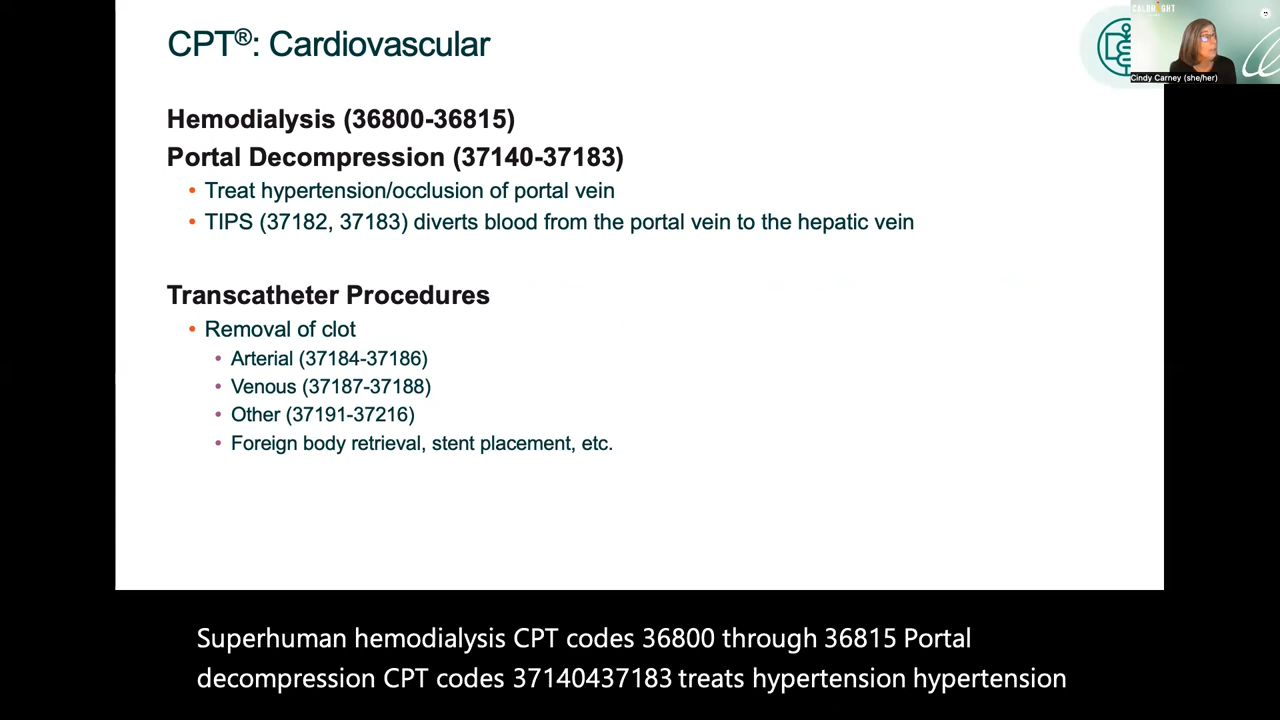 CPT®: Cardiovascular
CALBRIGHT
Cindy Carney (she/her)
Hemodialysis (36800-36815)
Portal Decompression (37140-37183)
• Treat hypertension/occlusion of portal vein
• TIPS (37182, 37183) diverts blood from the portal vein to the hepatic vein
Transcatheter Procedures
• Removal of clot
• Arterial (37184-37186)
• Venous (37187-37188)
• Other (37191-37216)
• Foreign body retrieval, stent placement, etc.
Superhuman hemodialysis CPT codes 36800 through 36815 Portal
decompression CPT codes 37140437183 treats hypertension hypertension